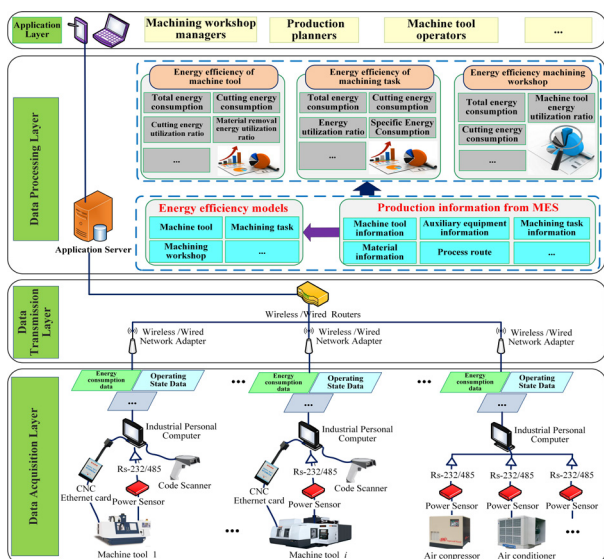 Application
Layer
Machining workshop
managers
Production
planners
Machine tool
operators
...
Data Processing Layer
Energy efficiency of
machine tool
Total energy
consumption
Cutting energy
consumption
Cutting energy
utilization ratio
Material removal
energy utilization
ratio
...
Energy efficiency of
machining task
Total energy
consumption
Cutting energy
consumption
Energy
utilization ratio
Specific Energy
Consumption
...
Energy efficiency machining
workshop
Total energy
consumption
Machine tool
energy
utilization ratio
Cutting energy
consumption
...
Application Server
Energy efficiency models
Machine tool
Machining task
Machining
workshop
...
Production information from MES
Machine tool
information
Auxiliary equipment
information
Machining task
information
Material
information
Process route
...
Data
Transmission
Layer
Wireless /Wired Routers
Wireless /Wired
Network Adapter
Wireless /Wired
Network Adapter
Wireless /Wired
Network Adapter
Data Acquisition Layer
Energy
consumption
data
Operating
State Data
...
...
Energy
consumption
data
Operating
State Data
...
...
Energy
consumption
data
Operating
State Data
...
Industrial Personal
Computer
Rs-232/485
CNC
Ethernet card
Code Scanner
Power Sensor
Machine tool 1
...
Industrial Personal
Computer
Rs-232/485
CNC
Ethernet card
Code Scanner
Power Sensor
Machine tool i
Industrial Personal
Computer
Rs-232/485
Rs-232/485
Rs-232/485
Power Sensor
Power Sensor
Power Sensor
Air conpressor
Air conditioner
...